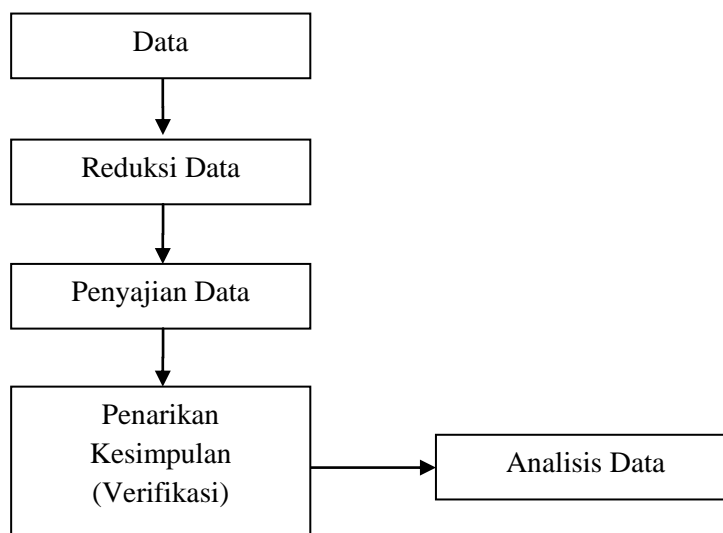 Data
Reduksi Data
Penyajian Data
Penarikan
Kesimpulan
(Verifikasi)
Analisis Data